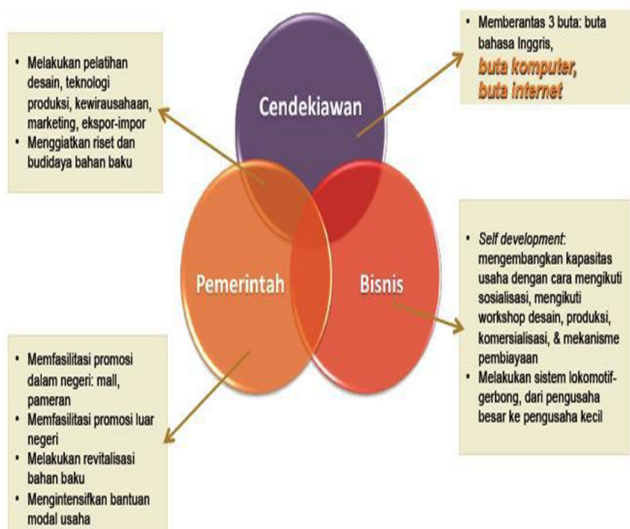 • Melakukan pelatihan
desain, teknologi
produksi, kewirausahaan,
marketing, ekspor-impor
• Menggiatkan riset dan
budidaya bahan baku
Cendekiawan
• Memberantas 3 buta: buta
bahasa Inggris,
buta komputer,
buta internet
Pemerintah
Bisnis
• Self development:
mengembangkan kapasitas
usaha dengan cara mengikuti
sosialisasi, mengikuti
workshop desain, produksi,
komersialisasi, & mekanisme
pembiayaan
• Melakukan sistem lokomotif-
gerbong, dari pengusaha
besar ke pengusaha kecil
• Memfasilitasi promosi
dalam negeri: mall,
pameran
• Memfasilitasi promosi luar
negeri
• Melakukan revitalisasi
bahan baku
• Mengintensifkan bantuan
modal usaha